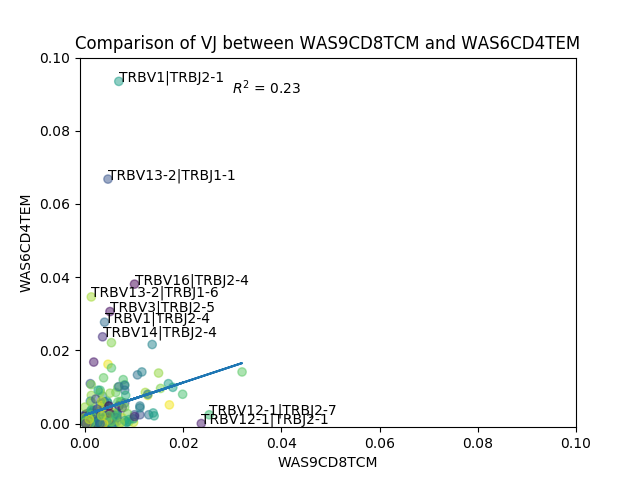 Comparison of VJ between WAS9CD8TCM and WAS6CD4TEM
0.10
TRBV1|TRBJ2-1
R² = 0.23
0.08
TRBV13-2|TRBJ1-1
0.06
WAS6CD4TEM
TRBV16|TRBJ2-4
0.04
TRBV13-2|TRBJ1-6
TRBV3|TRBJ2-5
TRBV1|TRBJ2-4
TRBV14|TRBJ2-4
0.02
TRBV12-1|TRBJ2-7
TRBV12-1|TRBJ2-1
0.00
0.00 0.02 0.04 0.06 0.08 0.10
WAS9CD8TCM